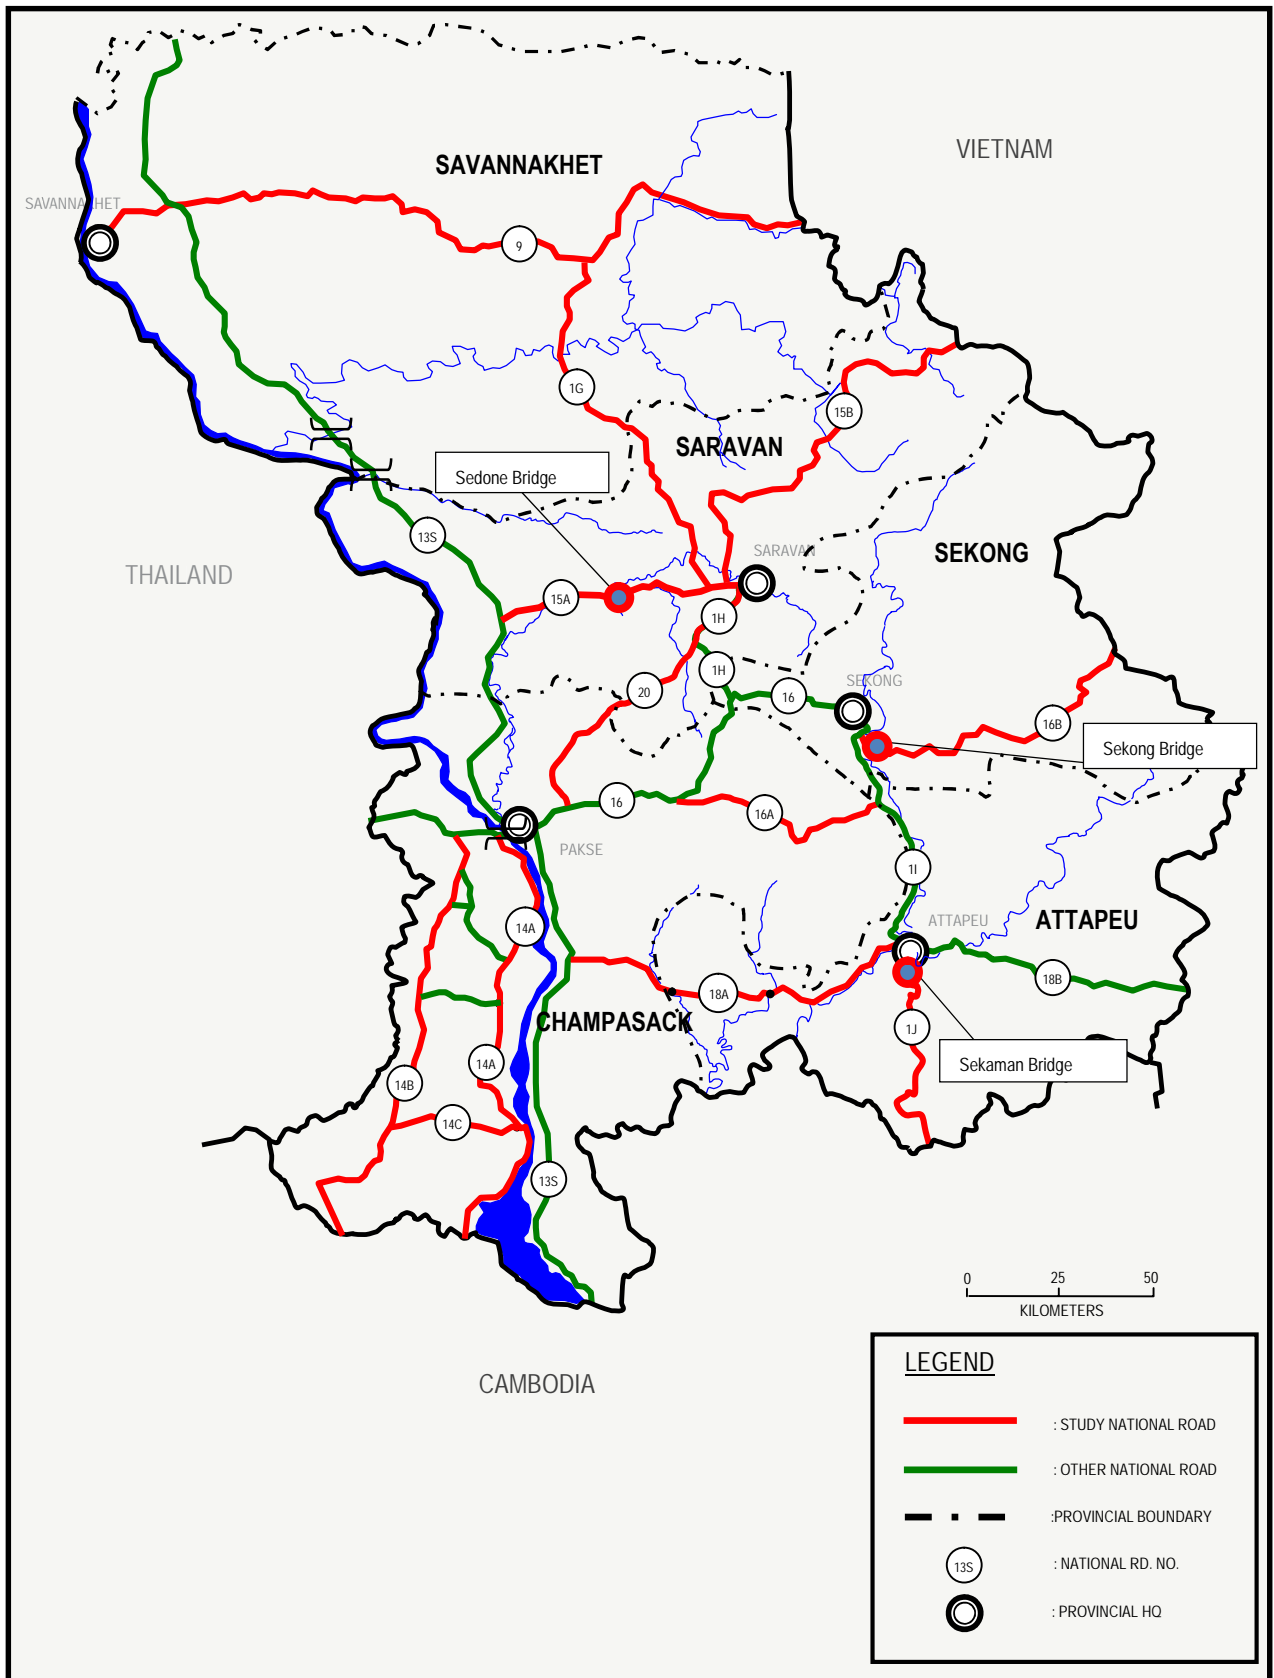 VIETNAM
SAVANNAKHET
SAVANNAKHET
9
1G
15B
SARAVAN
Sedone Bridge
13S
SARAVAN
SEKONG
THAILAND
15A
1H
1H
SEKONG
20
16
16B
Sekong Bridge
16
16A
PAKSE
1I
ATTAPEU
ATTAPEU
14A
18B
18A
CHAMPASACK
1J
Sekaman Bridge
14A
14B
14C
13S
0 25 50
KILOMETERS
CAMBODIA
LEGEND
: STUDY NATIONAL ROAD
: OTHER NATIONAL ROAD
:PROVINCIAL BOUNDARY
13S : NATIONAL RD. NO.
: PROVINCIAL HQ